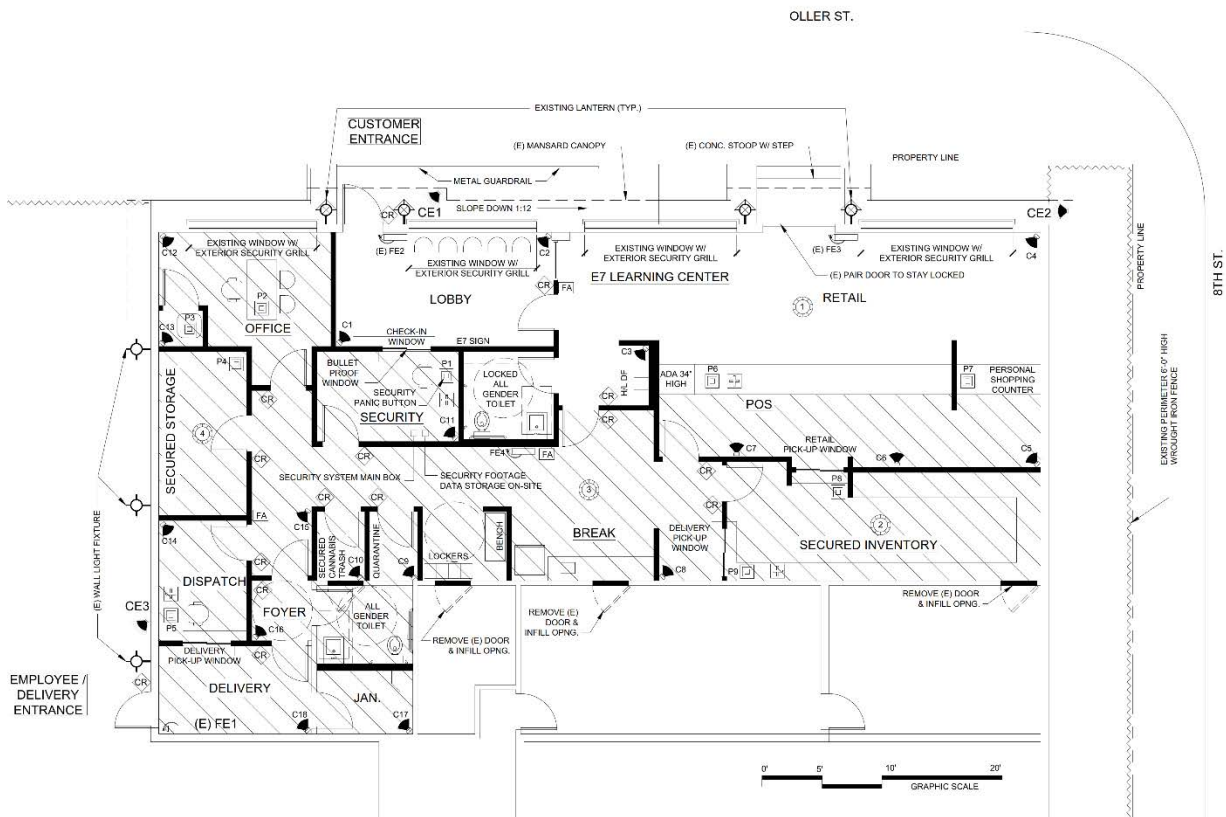 OLLER ST.
EXISTING LANTERN (TYP.)
CUSTOMER
ENTRANCE
(E) MANSARD CANOPY
(E) CONC. STOOP W/ STEP
PROPERTY LINE
METAL GUARDRAIL
CR
CE1
SLOPE DOWN 1:12
CE2
PROPERTY LINE
8TH ST.
C12
EXISTING WINDOW W/
EXTERIOR SECURITY GRILL
(E) FE2
C2
EXISTING WINDOW W/
EXTERIOR SECURITY GRILL
EXISTING WINDOW W/
EXTERIOR SECURITY GRILL
(E) FE3
EXISTING WINDOW W/
EXTERIOR SECURITY GRILL
C4
E7 LEARNING CENTER
(E) PAIR DOOR TO STAY LOCKED
CR
FA
P2
LOBBY
1
RETAIL
P3
C13
OFFICE
C1
CHECK-IN
WINDOW
E7 SIGN
P4
BULLET
PROOF
WINDOW
P1
LOCKED
ALL
GENDER
TOILET
C3
H/L DF
ADA 34"
HIGH
P6
P7
PERSONAL
SHOPPING
COUNTER
CR
CR
SECURITY
PANIC BUTTON
SECURITY
CR
CR
POS
SECURED STORAGE
4
C11
EXISTING PERIMETER 6'-0" HIGH
WROUGHT IRON FENCE
CR
CR
FE4
FA
C7
RETAIL
PICK-UP WINDOW
C6
C5
SECURITY SYSTEM MAIN BOX
SECURITY FOOTAGE
DATA STORAGE ON-SITE
CR
P8
3
CR
CR
CR
FA
C15
2
C14
BREAK
DELIVERY
PICK-UP
WINDOW
SECURED INVENTORY
SECURED
CANNABIS
TRASH
QUARANTINE
LOCKERS
BENCH
CR
C10
C9
C8
P9
DISPATCH
CR
(E) WALL LIGHT FIXTURE
CE3
FOYER
ALL
GENDER
TOILET
REMOVE (E) DOOR
& INFILL OPNG.
REMOVE (E)
DOOR &
INFILL OPNG.
REMOVE (E) DOOR
& INFILL OPNG.
P5
C16
DELIVERY
PICK-UP WINDOW
CR
CR
EMPLOYEE /
DELIVERY
ENTRANCE
DELIVERY
JAN.
(E) FE1
C18
C17
0'
5'
10'
20'
GRAPHIC SCALE